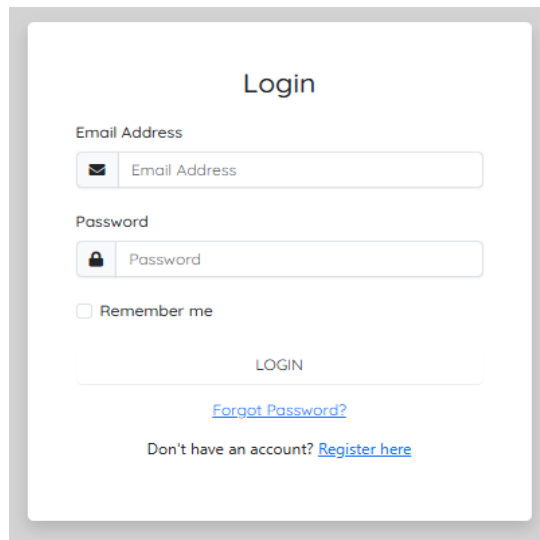 Login
Email Address
Email Address
Password
Password
Remember me
LOGIN
Forgot Password?
Don't have an account? Register here